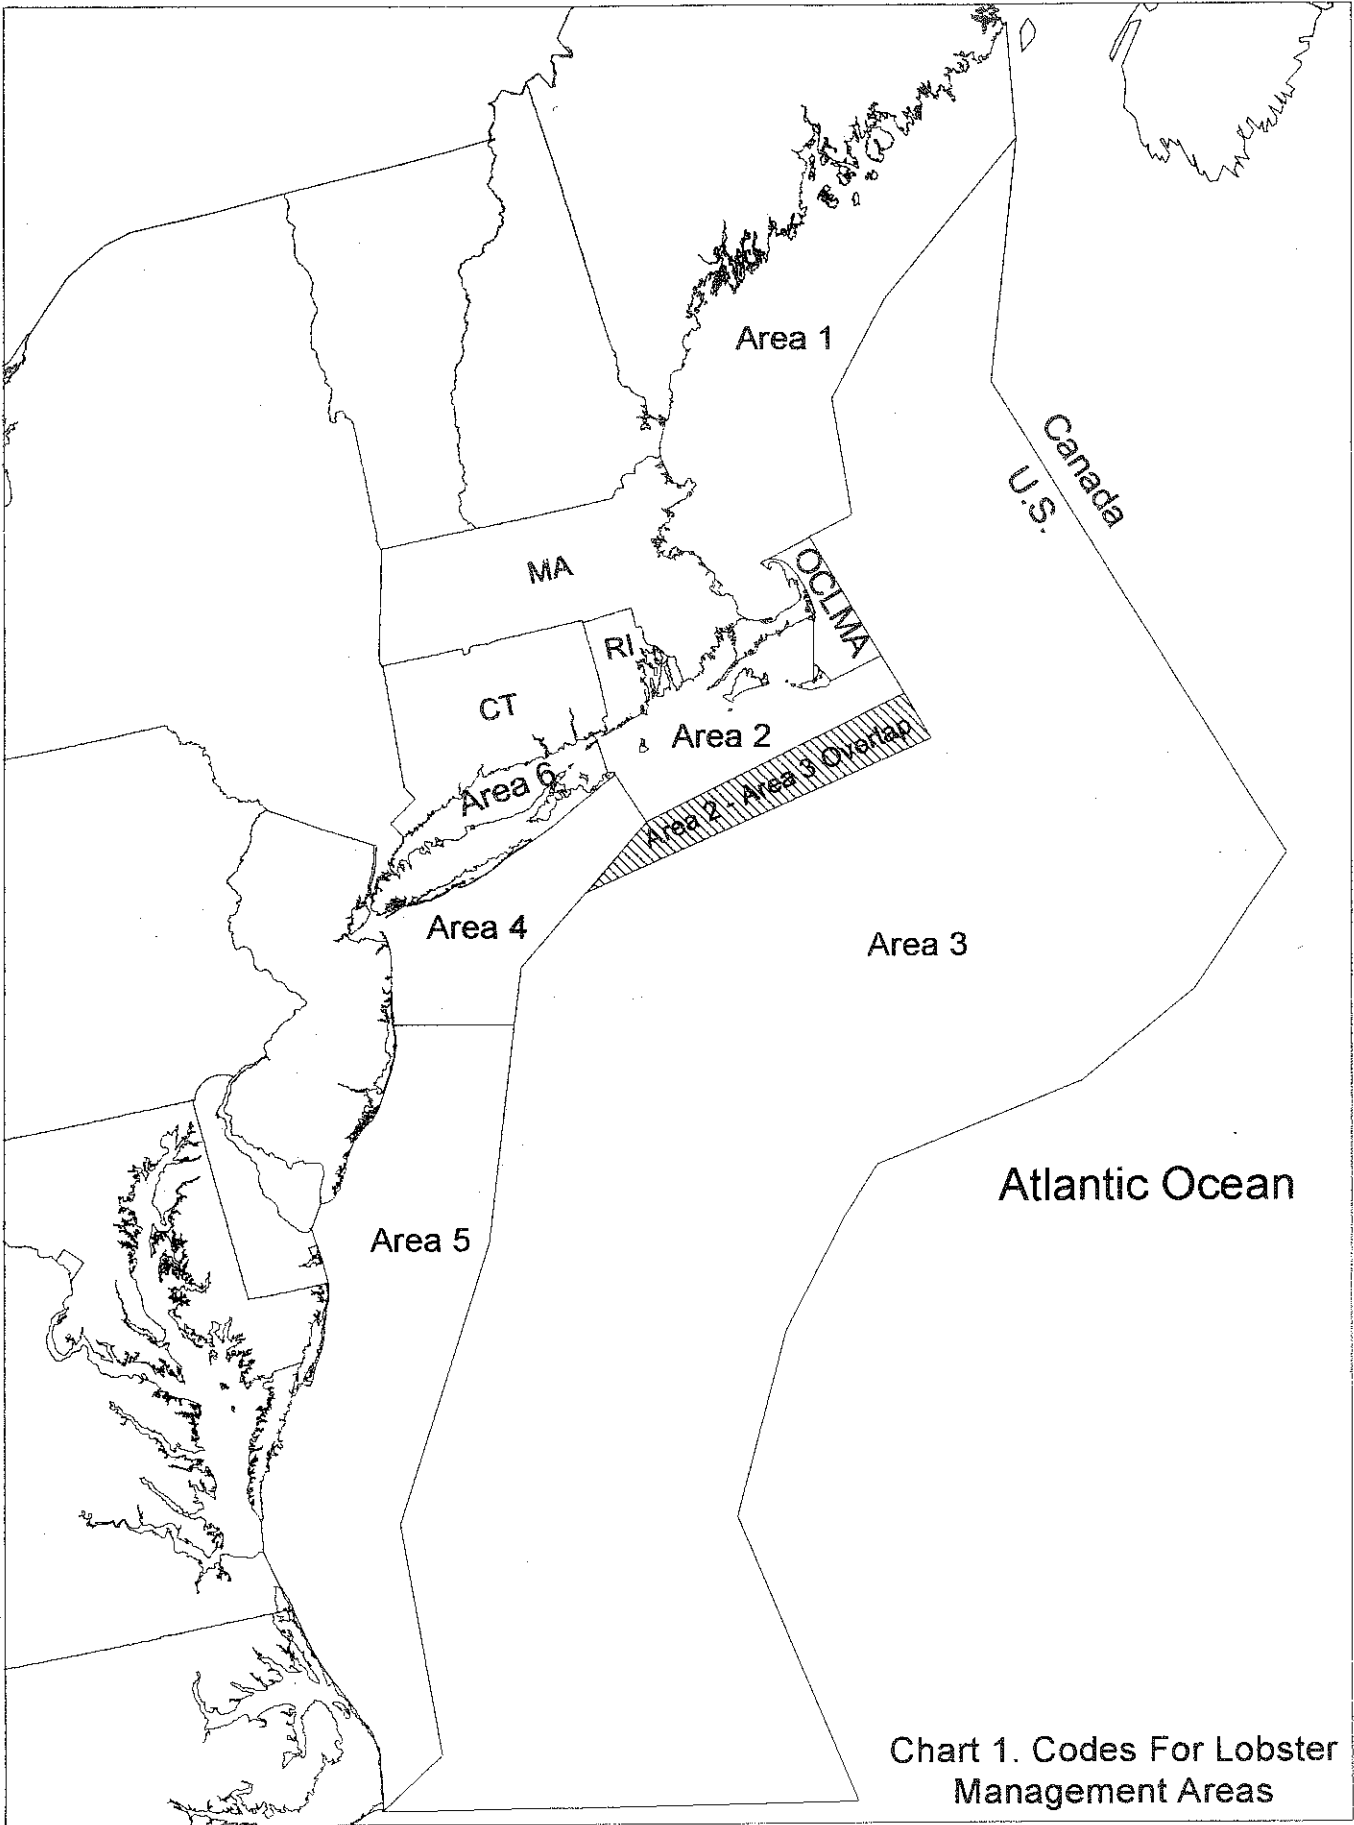 Area 1
Canada
U.S.
MA
OCLMA
RI
CT
Area 2
Area 6
Area 2 - Area 3 Overlap
Area 4
Area 3
Atlantic Ocean
Area 5
Chart 1. Codes For Lobster
Management Areas